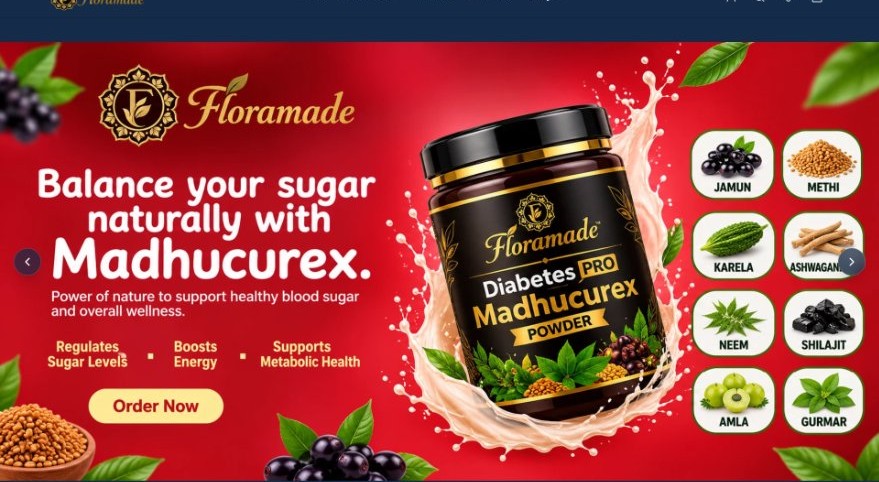 Floramade
Floramade
Balance your sugar
naturally with
Madhucurex.
Power of nature to support healthy blood sugar
and overall wellness.
Regulates
Sugar Levels
Boosts
Energy
Supports
Metabolic Health
Order Now
Floramade
Diabetes PRO
Madhucurex
POWDER
JAMUN
METHI
KARELA
NEEM
SHILAJIT
AMLA
GURMAR